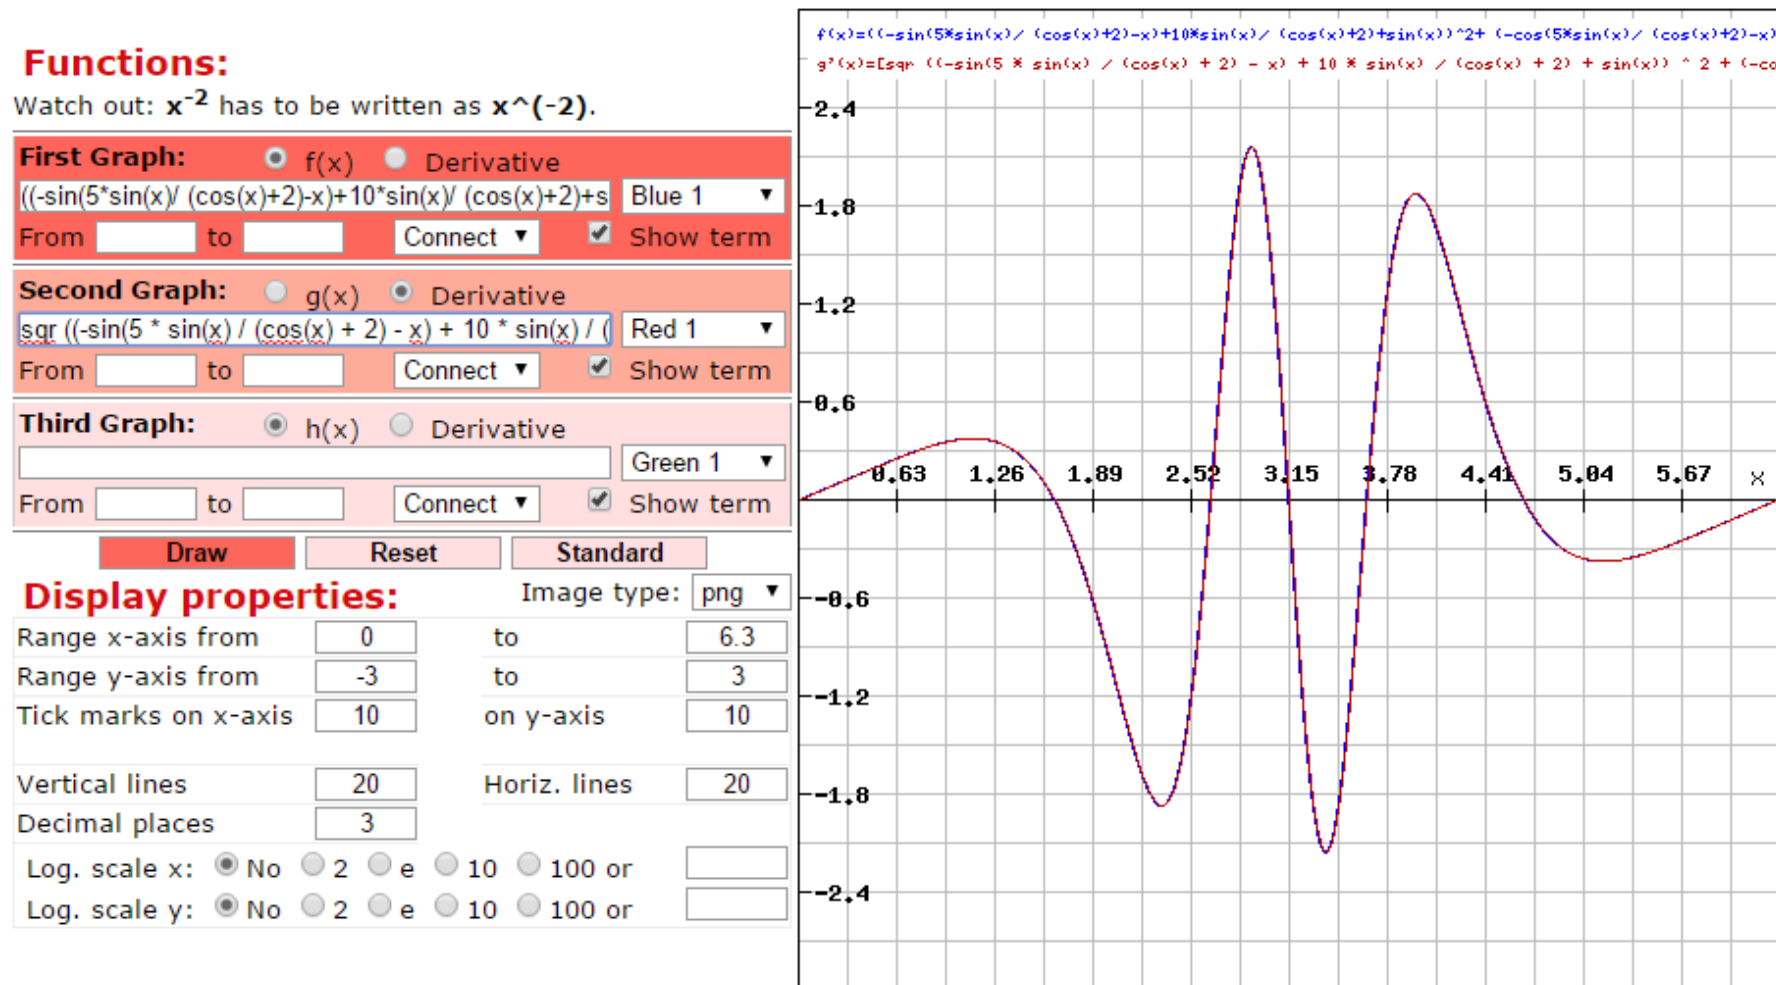 Functions:
Watch out: x^-2 has to be written as x^(-2).
First Graph: f(x) Derivative
((-sin(5*sin(x)/ (cos(x)+2)-x)+10*sin(x)/ (cos(x)+2)+s Blue 1
From to Connect Show term
Second Graph: g(x) Derivative
sqr ((-sin(5 * sin(x) / (cos(x) + 2) - x) + 10 * sin(x) / ( Red 1
From to Connect Show term
Third Graph: h(x) Derivative
Green 1
From to Connect Show term
Draw Reset Standard
Display properties: Image type: png
Range x-axis from 0 to 6.3
Range y-axis from -3 to 3
Tick marks on x-axis 10 on y-axis 10
Vertical lines 20 Horiz. lines 20
Decimal places 3
Log. scale x: No 2 e 10 100 or
Log. scale y: No 2 e 10 100 or
f(x)=((-sin(5*sin(x)/ (cos(x)+2)-x)+10*sin(x)/ (cos(x)+2)+sin(x))^2+ (-cos(5*sin(x)/ (cos(x)+2)-x)
g'(x)=[sqr ((-sin(5 * sin(x) / (cos(x) + 2) - x) + 10 * sin(x) / (cos(x) + 2) + sin(x)) ^ 2 + (-co
2.4
1.8
1.2
0.6
0.63 1.26 1.89 2.52 3.15 3.78 4.41 5.04 5.67 x
-0.6
-1.2
-1.8
-2.4